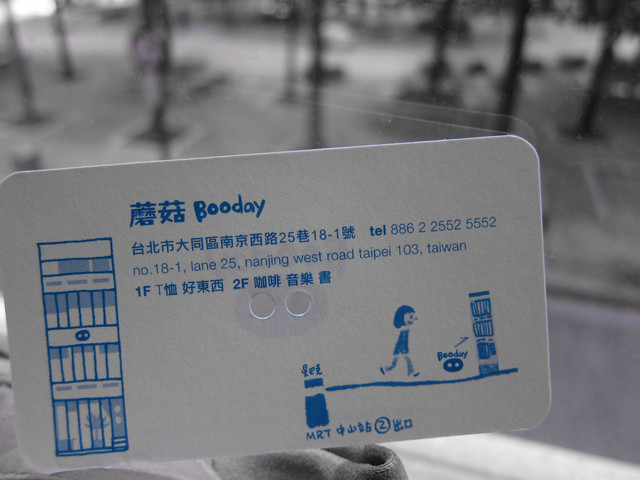 蘑菇 Booday
台北市大同區南京西路25巷18-1號 tel 886 2 2552 5552
no.18-1, lane 25, nanjing west road taipei 103, taiwan
1F T恤 好東西 2F 咖啡 音樂 書
Booday
MRT 中山站 2 出口